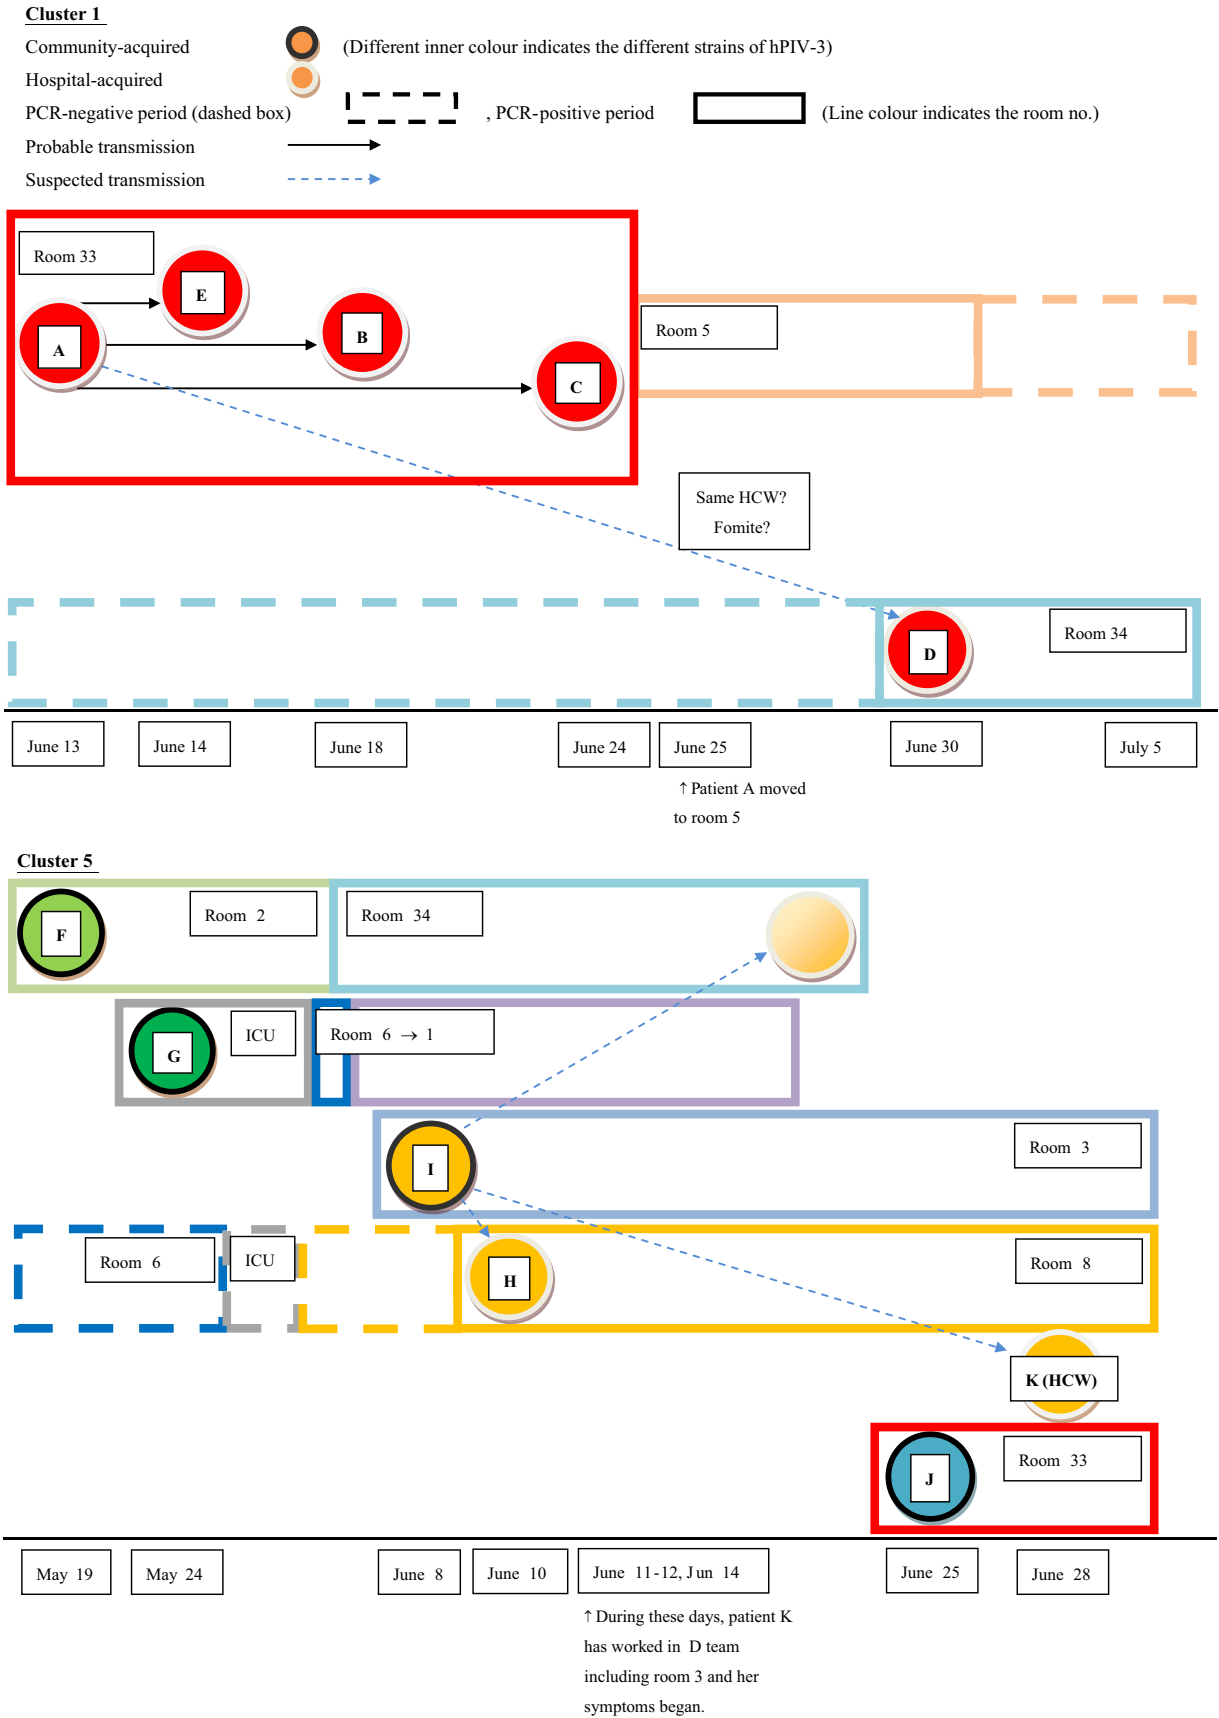 Cluster 1
Community-acquired (Different inner colour indicates the different strains of hPIV-3)
Hospital-acquired
PCR-negative period (dashed box) , PCR-positive period (Line colour indicates the room no.)
Probable transmission
Suspected transmission
Room 33
E
A
B
C
Room 5
Same HCW?
Fomite?
D
Room 34
June 13
June 14
June 18
June 24
June 25
June 30
July 5
↑ Patient A moved
to room 5
Cluster 5
F
Room 2
Room 34
G
ICU
Room 6 → 1
I
Room 3
Room 6
ICU
H
Room 8
K (HCW)
J
Room 33
May 19
May 24
June 8
June 10
June 11-12, Jun 14
June 25
June 28
↑ During these days, patient K
has worked in D team
including room 3 and her
symptoms began.